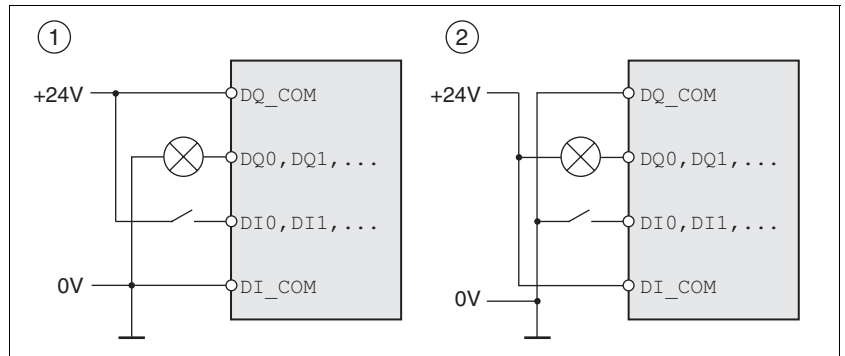 1
+24V
DQ_COM
DQ0,DQ1,...
DI0,DI1,...
0V
DI_COM
2
+24V
DQ_COM
DQ0,DQ1,...
DI0,DI1,...
DI_COM
0V